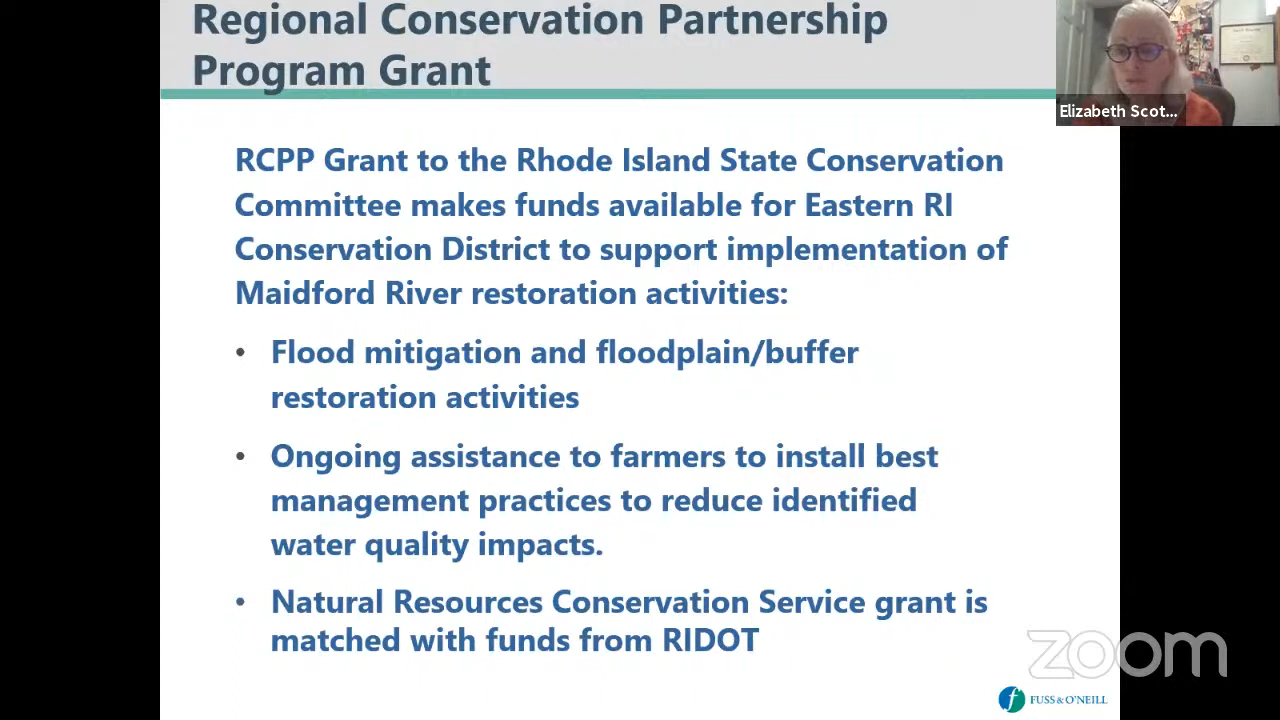 Regional Conservation Partnership
Program Grant
Elizabeth Scot...
RCPP Grant to the Rhode Island State Conservation
Committee makes funds available for Eastern RI
Conservation District to support implementation of
Maidford River restoration activities:
• Flood mitigation and floodplain/buffer
restoration activities
• Ongoing assistance to farmers to install best
management practices to reduce identified
water quality impacts.
• Natural Resources Conservation Service grant is
matched with funds from RIDOT
zoom
f FUSS & O'NEILL